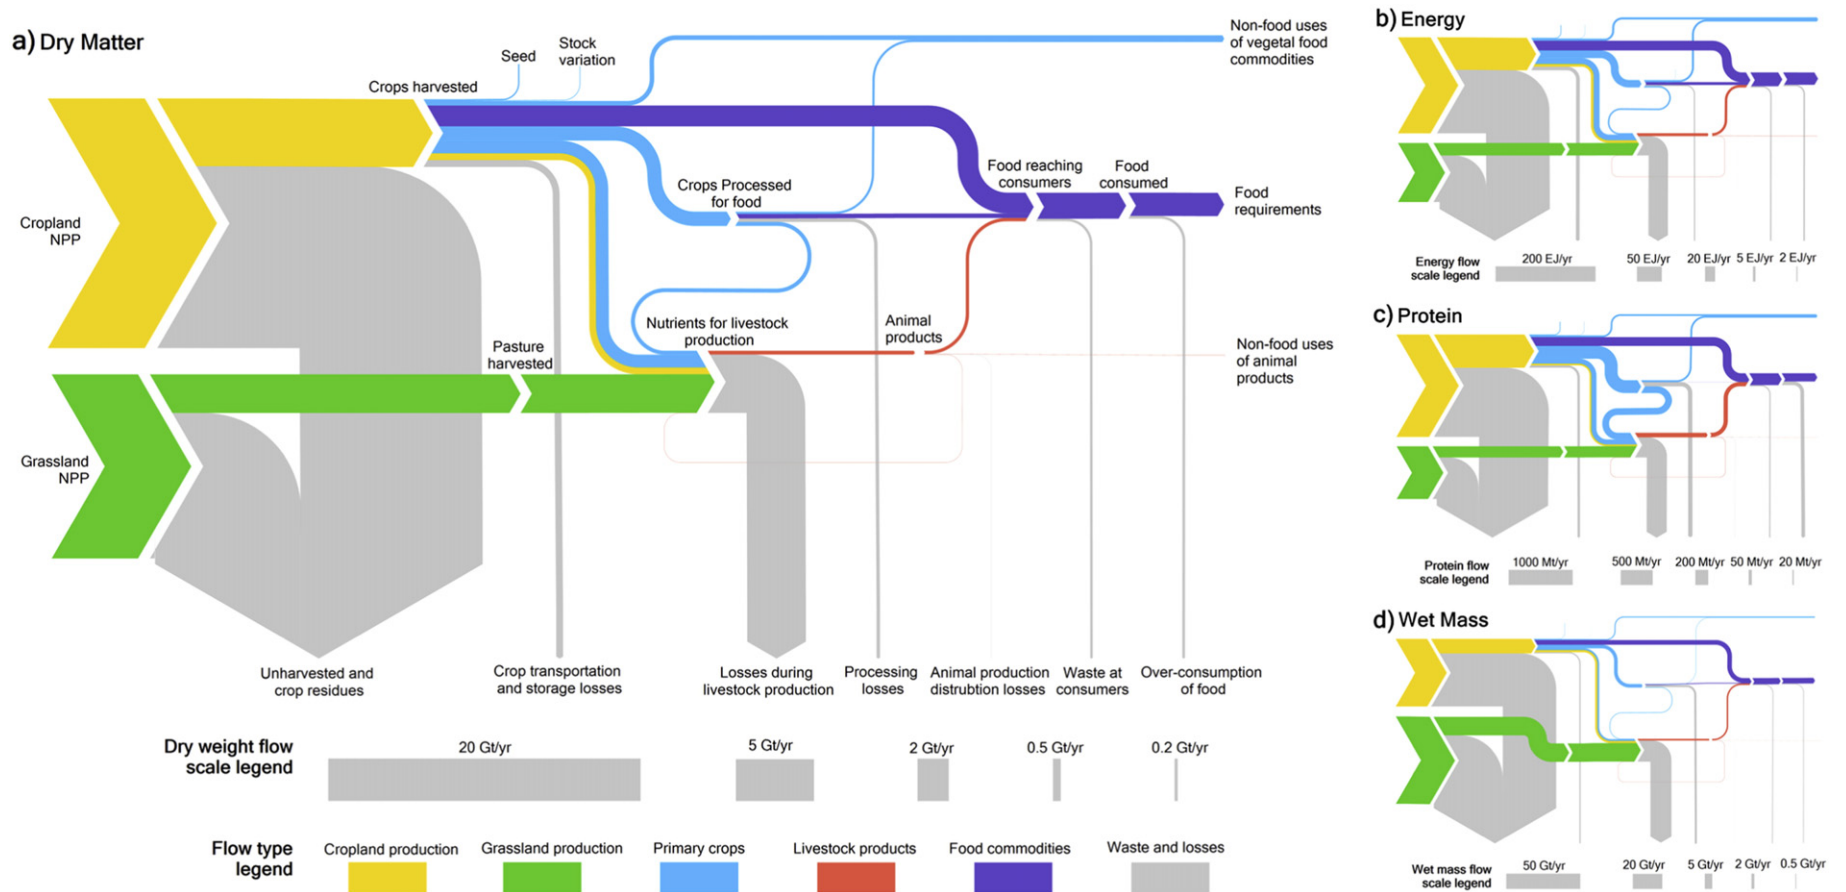 a) Dry Matter
Seed
Stock
variation
Non-food uses
of vegetal food
commodities
Crops harvested
Crops Processed
for food
Food reaching
consumers
Food
consumed
Food
requirements
Cropland
NPP
Nutrients for livestock
production
Animal
products
Pasture
harvested
Non-food uses
of animal
products
Grassland
NPP
Unharvested and
crop residues
Crop transportation
and storage losses
Losses during
livestock production
Processing
losses
Animal production
distrubtion losses
Waste at
consumers
Over-consumption
of food
Dry weight flow
scale legend
20 Gt/yr
5 Gt/yr
2 Gt/yr
0.5 Gt/yr
0.2 Gt/yr
Flow type
legend
Cropland production
Grassland production
Primary crops
Livestock products
Food commodities
Waste and losses
b) Energy
Energy flow
scale legend
200 EJ/yr
50 EJ/yr
20 EJ/yr
5 EJ/yr
2 EJ/yr
c) Protein
Protein flow
scale legend
1000 Mt/yr
500 Mt/yr
200 Mt/yr
50 Mt/yr
20 Mt/yr
d) Wet Mass
Wet mass flow
scale legend
50 Gt/yr
20 Gt/yr
5 Gt/yr
2 Gt/yr
0.5 Gt/yr